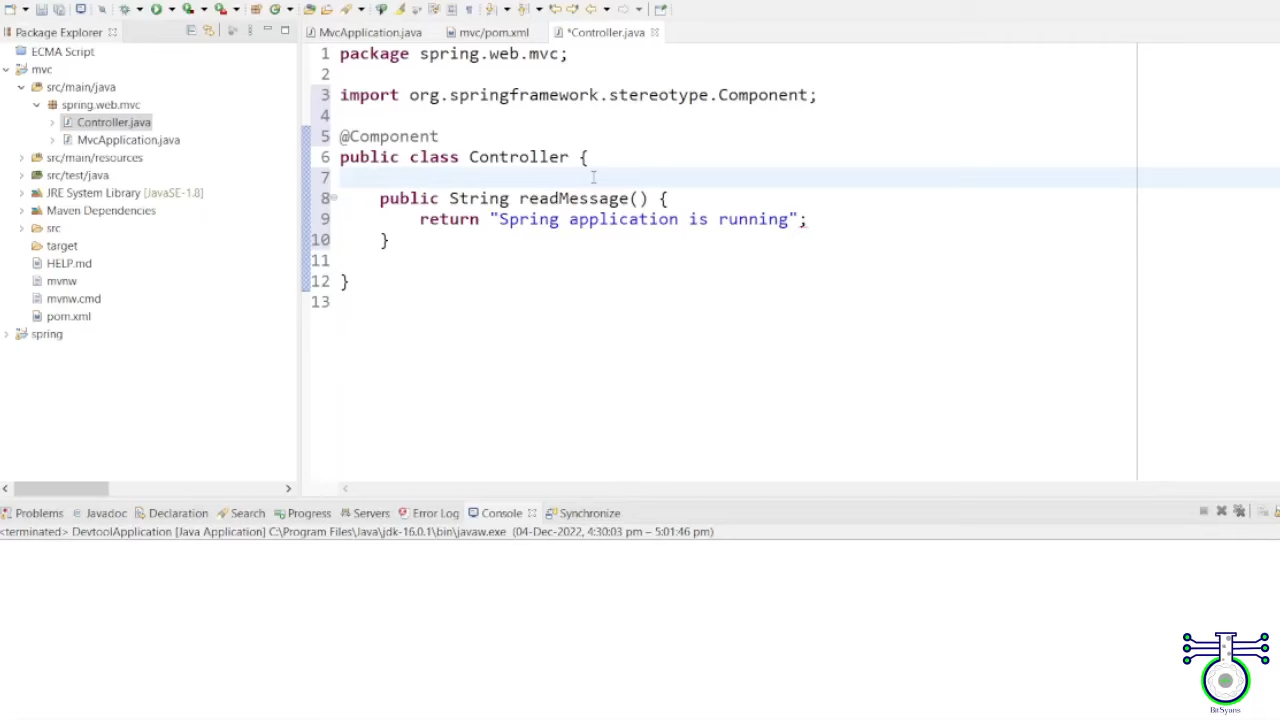 Package Explorer
MvcApplication.java
mvc/pom.xml
*Controller.java
ECMA Script
mvc
src/main/java
spring.web.mvc
Controller.java
MvcApplication.java
src/main/resources
src/test/java
JRE System Library [JavaSE-1.8]
Maven Dependencies
src
target
HELP.md
mvnw
mvnw.cmd
pom.xml
spring
1 package spring.web.mvc;
2
3 import org.springframework.stereotype.Component;
4
5 @Component
6 public class Controller {
7
8 public String readMessage() {
9 return "Spring application is running";
10 }
11
12 }
13
Problems Javadoc Declaration Search Progress Servers Error Log Console Synchronize
<terminated> DevtoolApplication [Java Application] C:\Program Files\Java\jdk-16.0.1\bin\javaw.exe (04-Dec-2022, 4:30:03 pm – 5:01:46 pm)
BitSyans